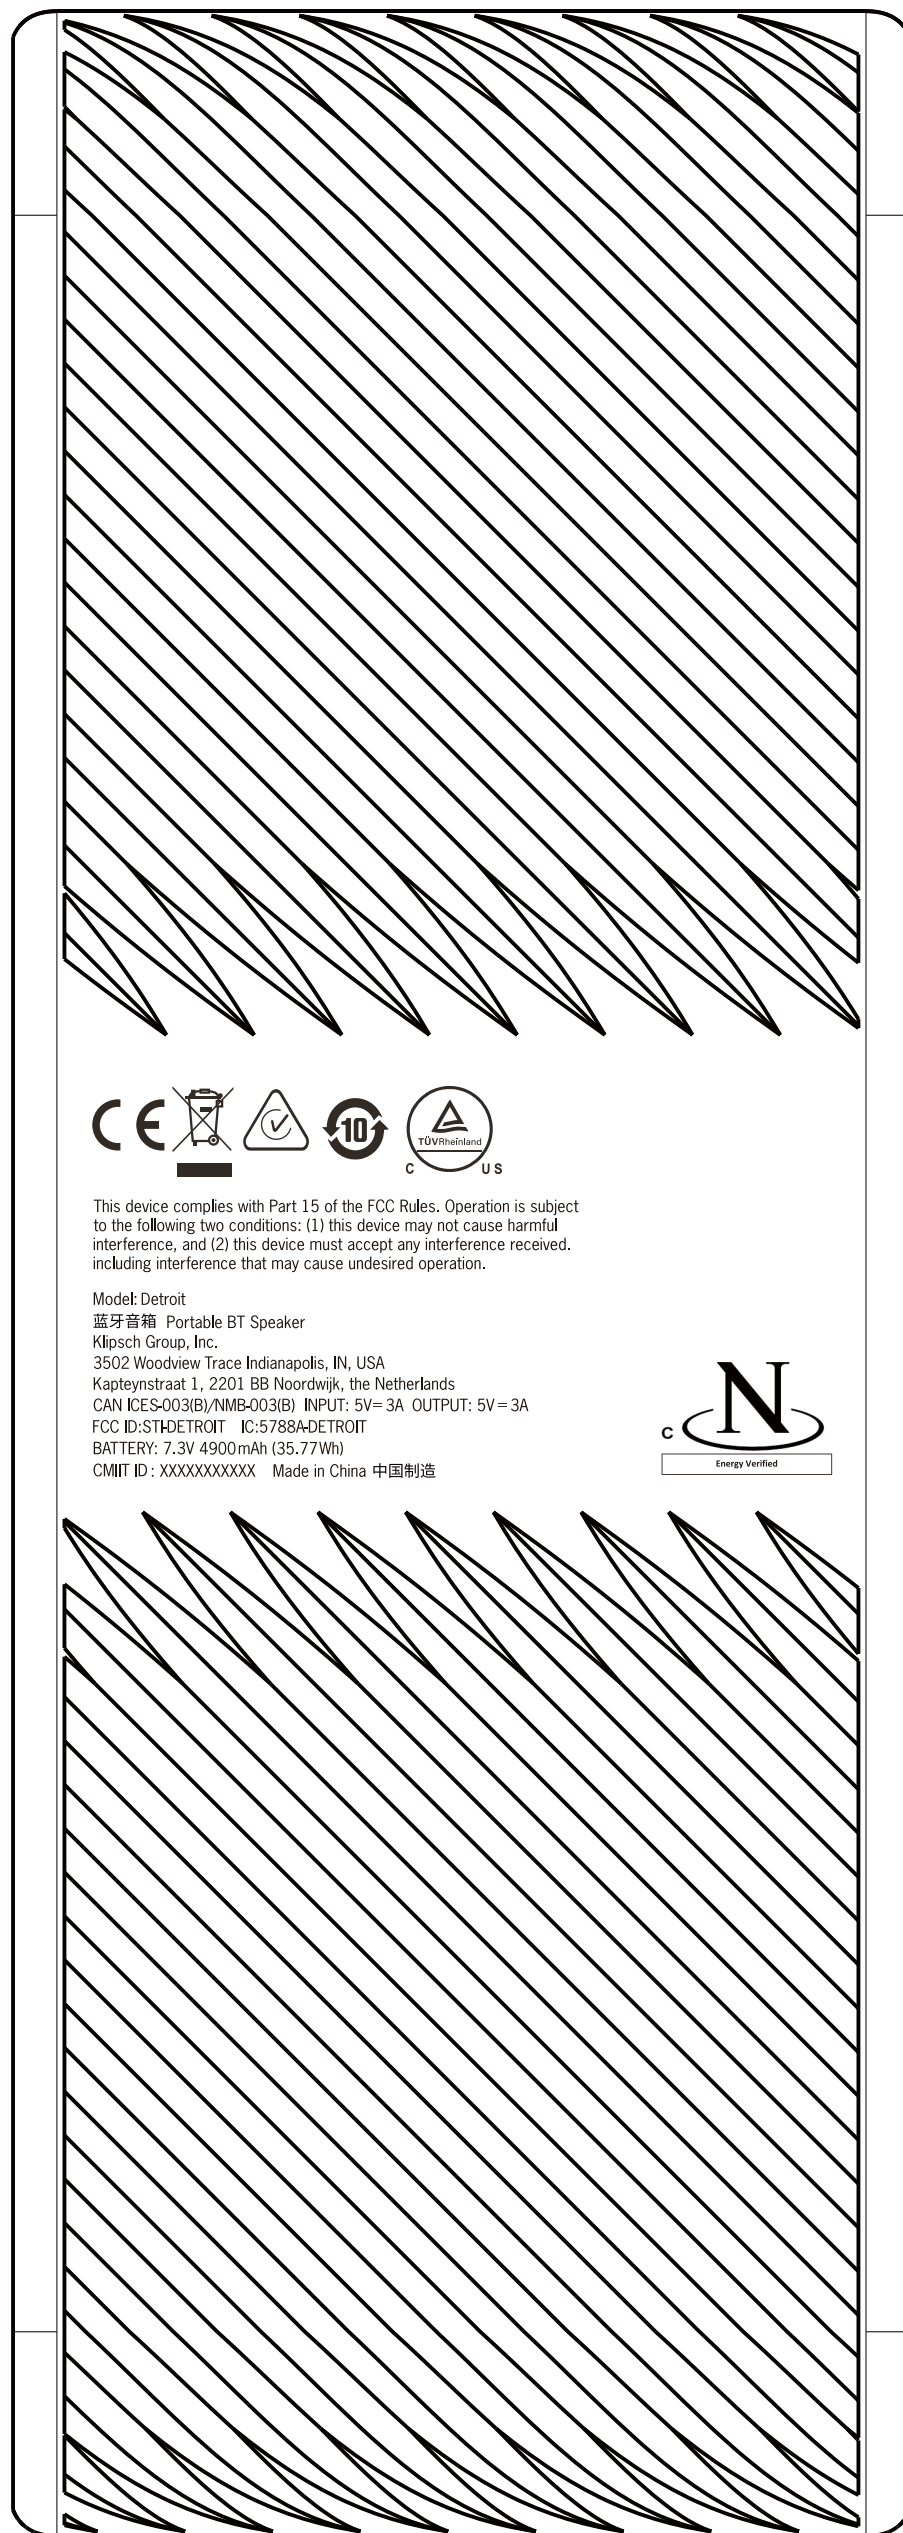 CE
10
TÜVRheinland
C US
This device complies with Part 15 of the FCC Rules. Operation is subject
to the following two conditions: (1) this device may not cause harmful
interference, and (2) this device must accept any interference received.
including interference that may cause undesired operation.
Model: Detroit
蓝牙音箱 Portable BT Speaker
Klipsch Group, Inc.
3502 Woodview Trace Indianapolis, IN, USA
Kapteynstraat 1, 2201 BB Noordwijk, the Netherlands
CAN ICES-003(B)/NMB-003(B) INPUT: 5V=3A OUTPUT: 5V=3A
FCC ID:STI-DETROIT IC:5788A-DETROIT
BATTERY: 7.3V 4900mAh (35.77Wh)
CMIIT ID : XXXXXXXXXXX Made in China 中国制造
N
C
Energy Verified